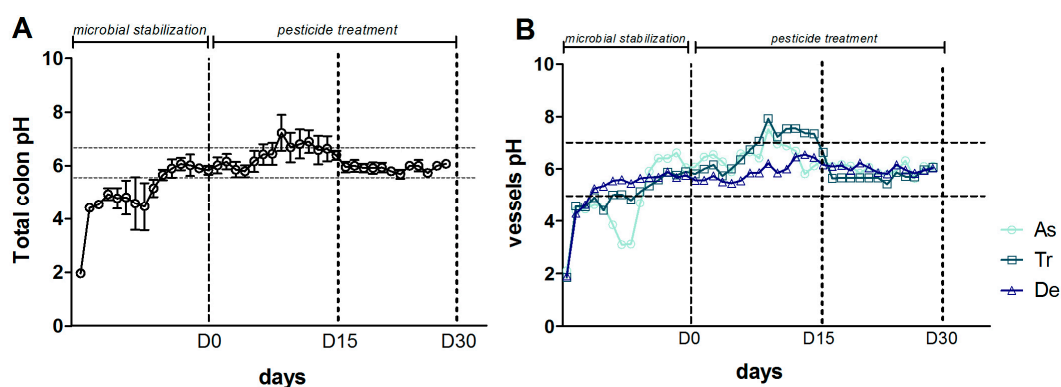 A
microbial stabilization
pesticide treatment
Total colon pH
10
8
6
4
2
0
D0
D15
D30
days
B
microbial stabilization
pesticide treatment
vessels pH
10
8
6
4
2
0
D0
D15
D30
days
As
Tr
De